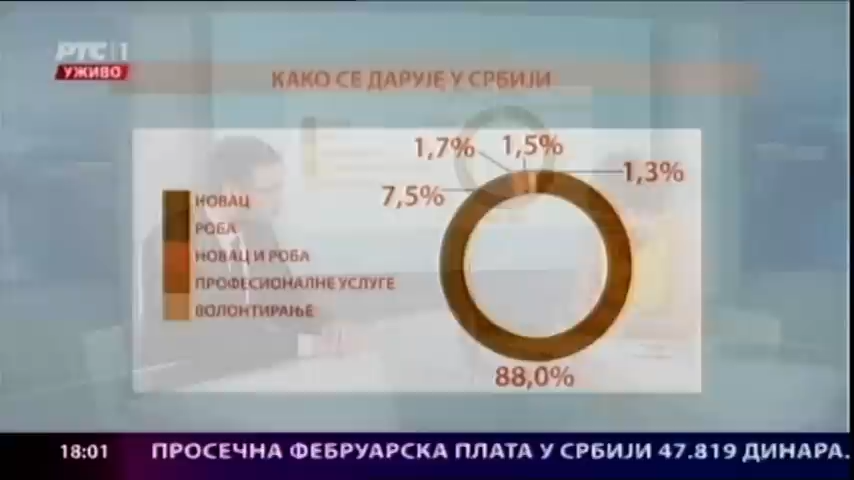 РТС 1
УЖИВО
КАКО СЕ ДАРУЈЕ У СРБИЈИ
1,7%
1,5%
1,3%
7,5%
НОВАЦ
РОБА
НОВАЦ И РОБА
ПРОФЕСИОНАЛНЕ УСЛУГЕ
ВОЛОНТИРАЊЕ
88,0%
18:01 ПРОСЕЧНА ФЕБРУАРСКА ПЛАТА У СРБИЈИ 47.819 ДИНАРА.